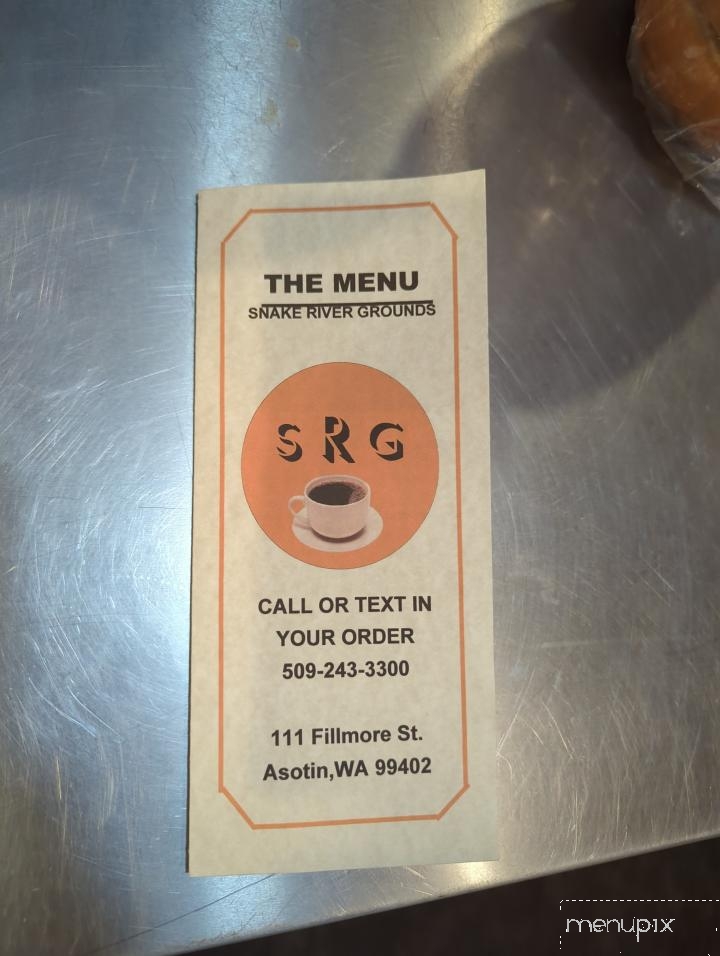 THE MENU
SNAKE RIVER GROUNDS
S R G
CALL OR TEXT IN
YOUR ORDER
509-243-3300
111 Fillmore St.
Asotin,WA 99402
menupix